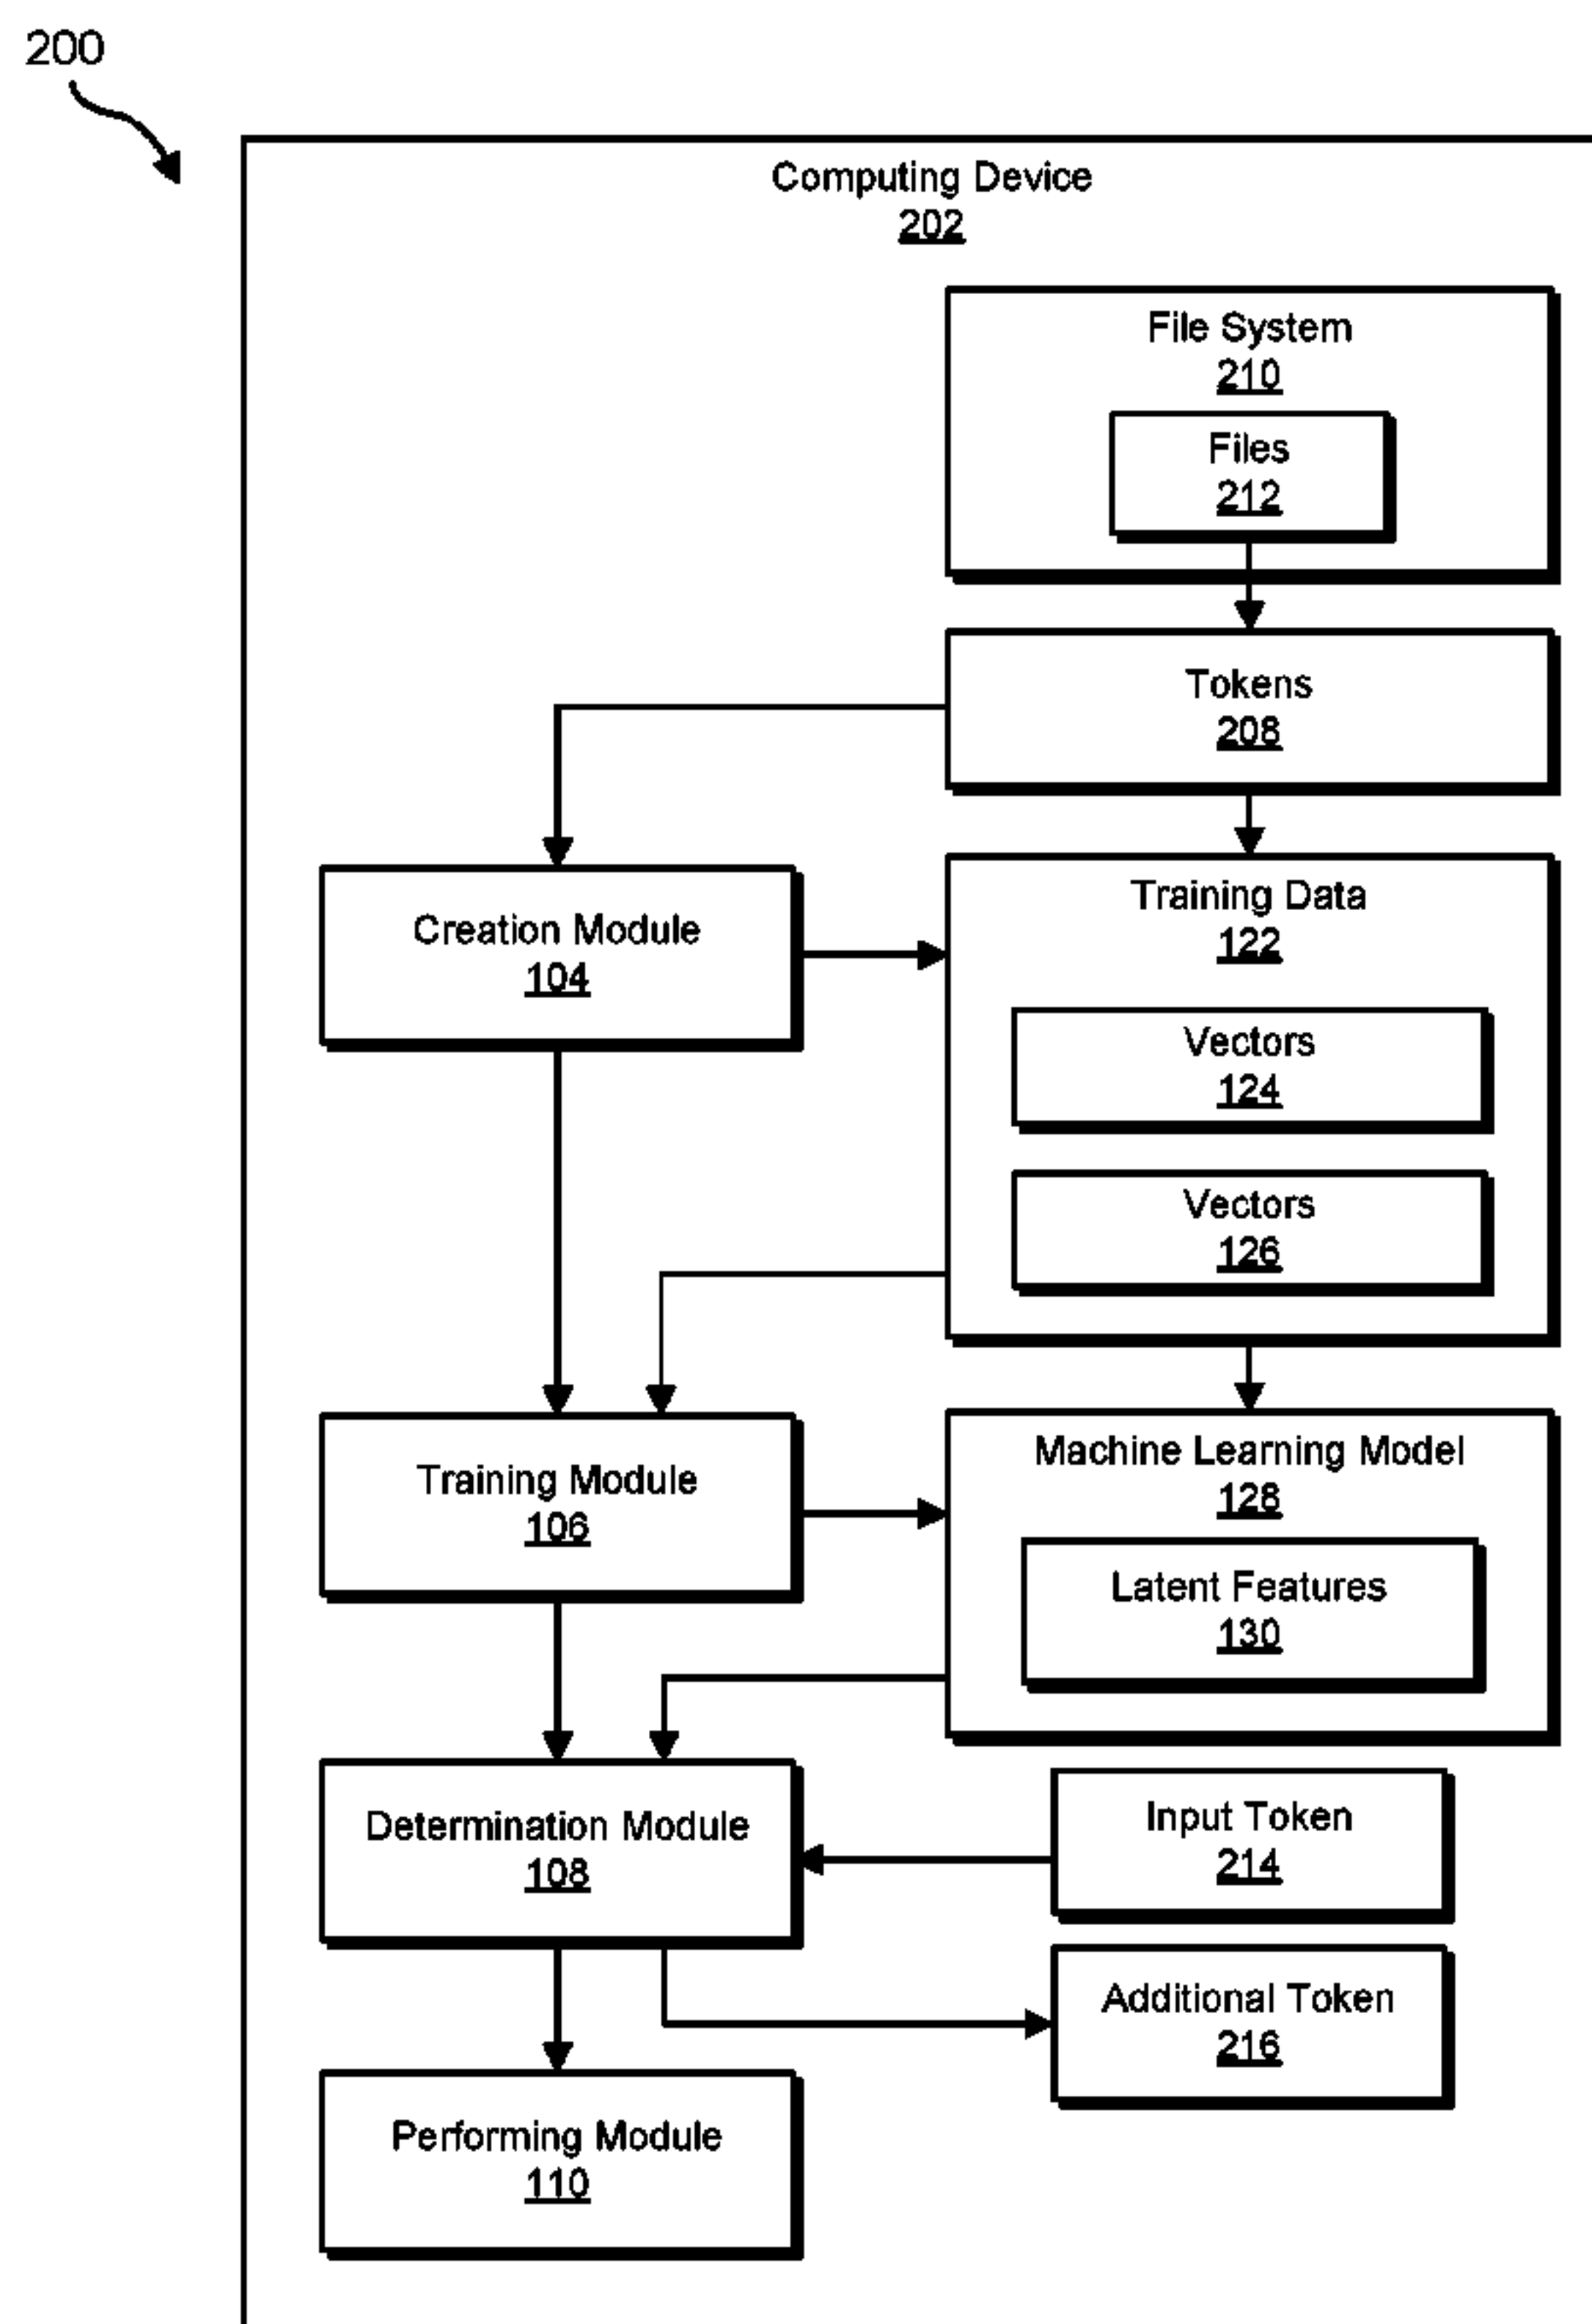 200
Computing Device
202
File System
210
Files
212
Tokens
208
Creation Module
104
Training Data
122
Vectors
124
Vectors
126
Training Module
106
Machine Learning Model
128
Latent Features
130
Determination Module
108
Input Token
214
Additional Token
216
Performing Module
110